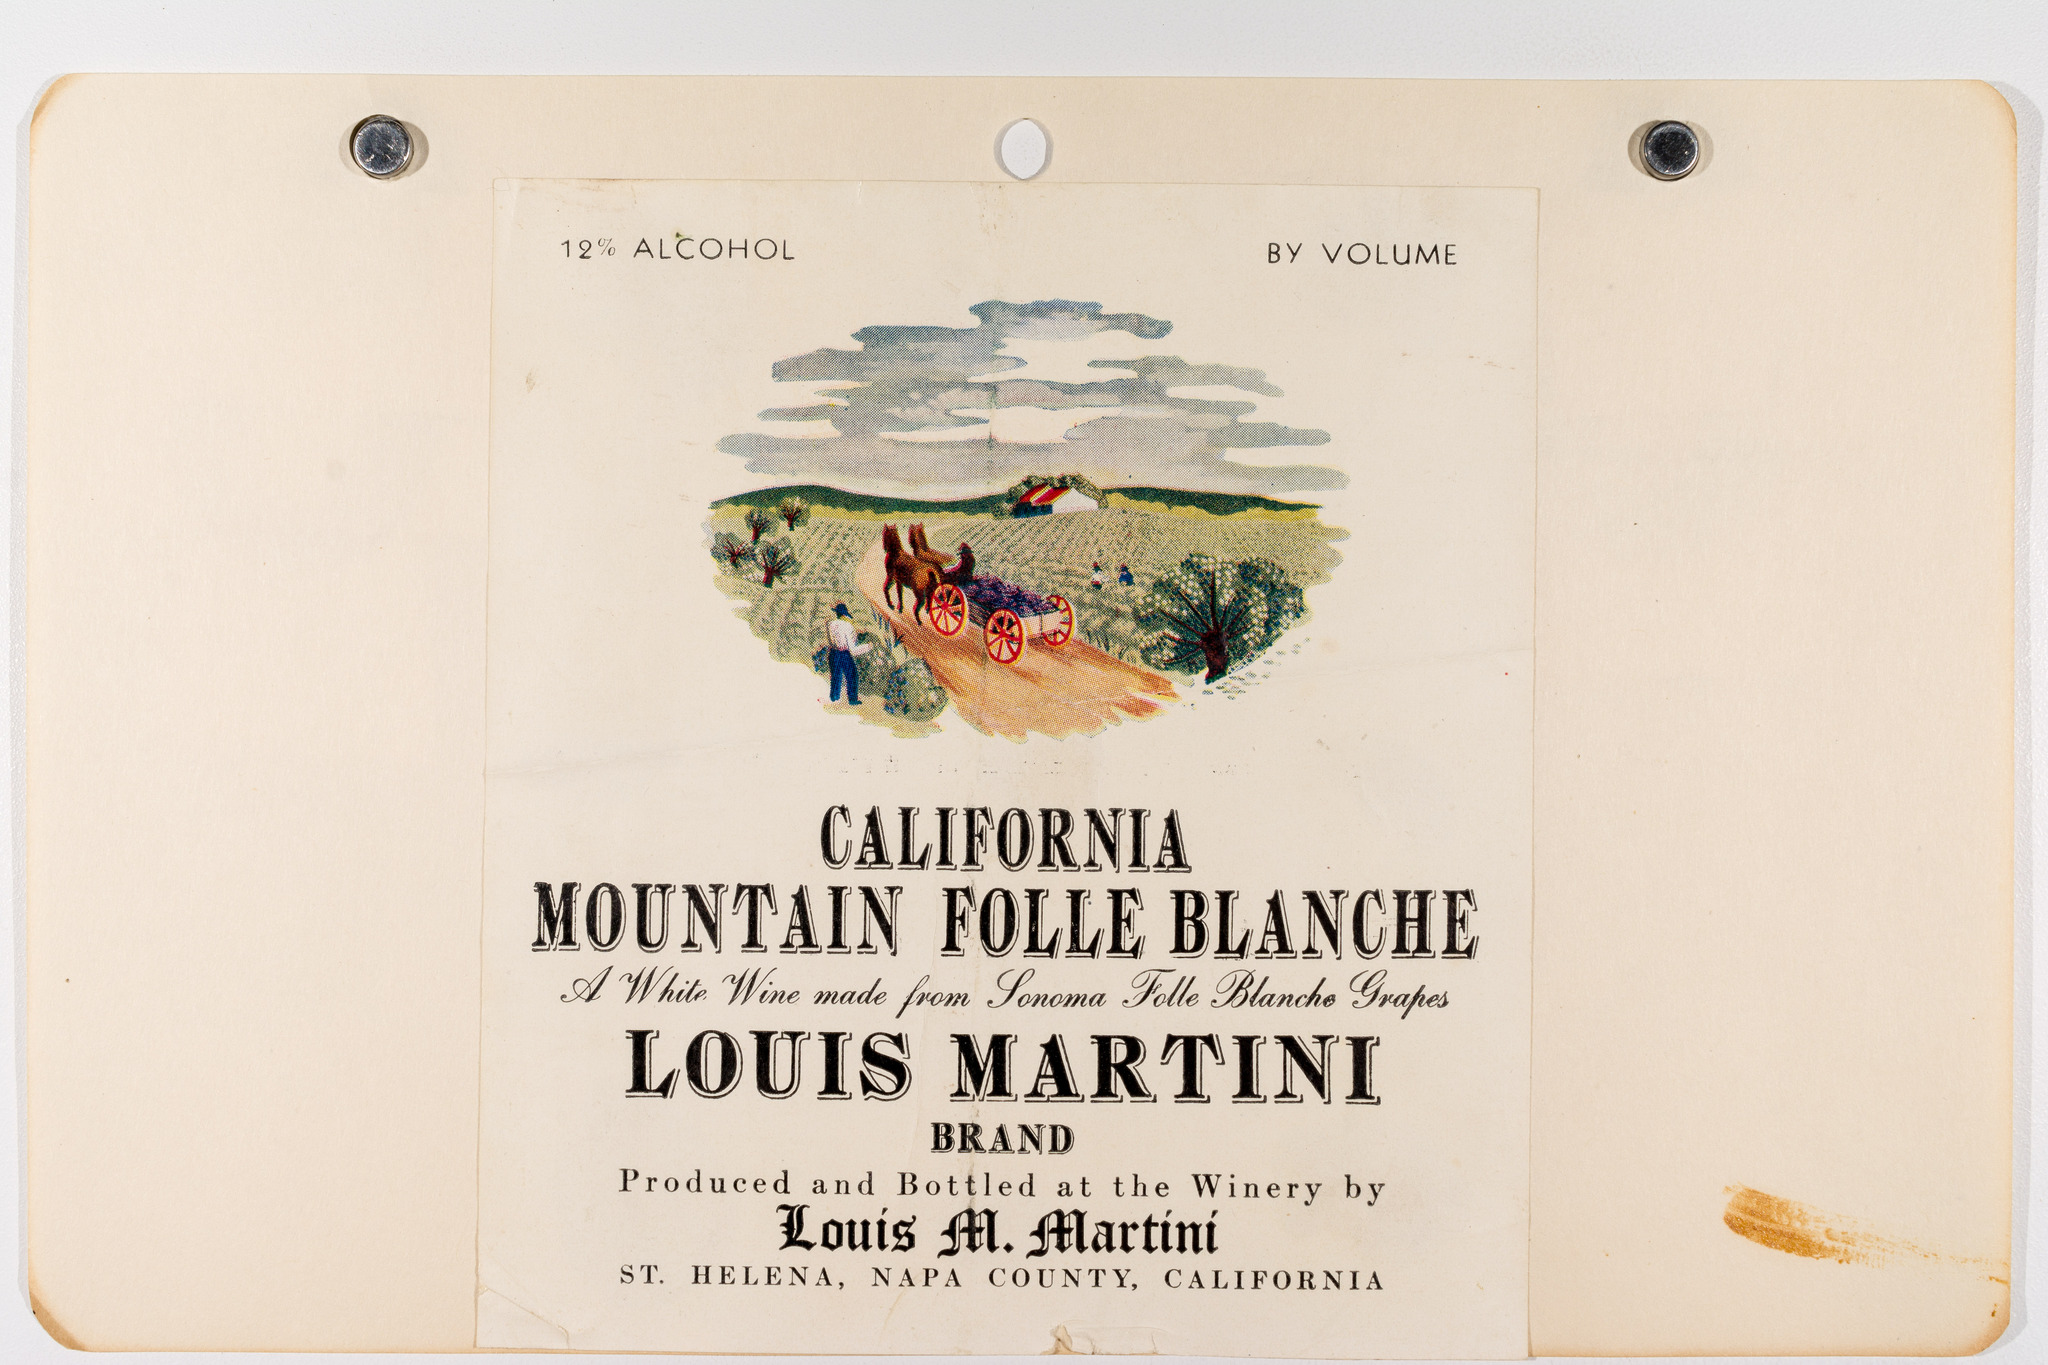 12% ALCOHOL BY VOLUME
CALIFORNIA
MOUNTAIN FOLLE BLANCHE
A White Wine made from Sonoma Folle Blanche Grapes
LOUIS MARTINI
BRAND
Produced and Bottled at the Winery by
Louis M. Martini
ST. HELENA, NAPA COUNTY, CALIFORNIA